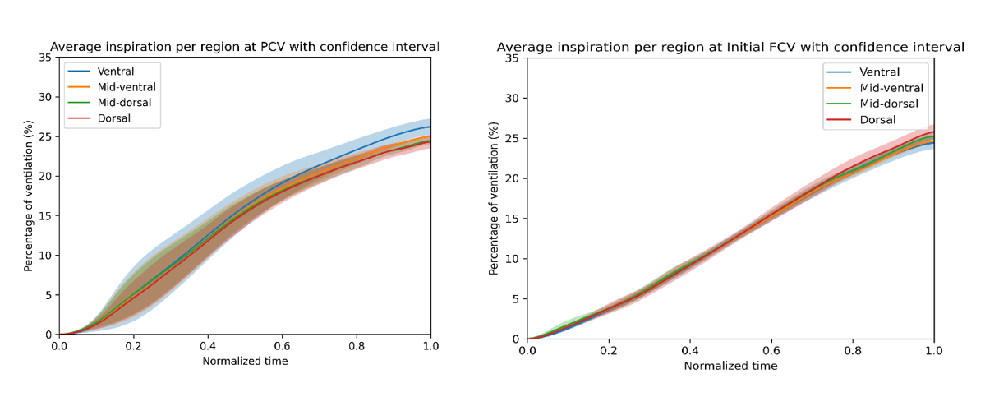 Average inspiration per region at PCV with confidence interval
35
30
25
20
15
10
5
0
Percentage of ventilation (%)
Ventral
Mid-ventral
Mid-dorsal
Dorsal
0.0 0.2 0.4 0.6 0.8 1.0
Normalized time
Average inspiration per region at Initial FCV with confidence interval
35
30
25
20
15
10
5
0
Percentage of ventilation (%)
Ventral
Mid-ventral
Mid-dorsal
Dorsal
0.0 0.2 0.4 0.6 0.8 1.0
Normalized time